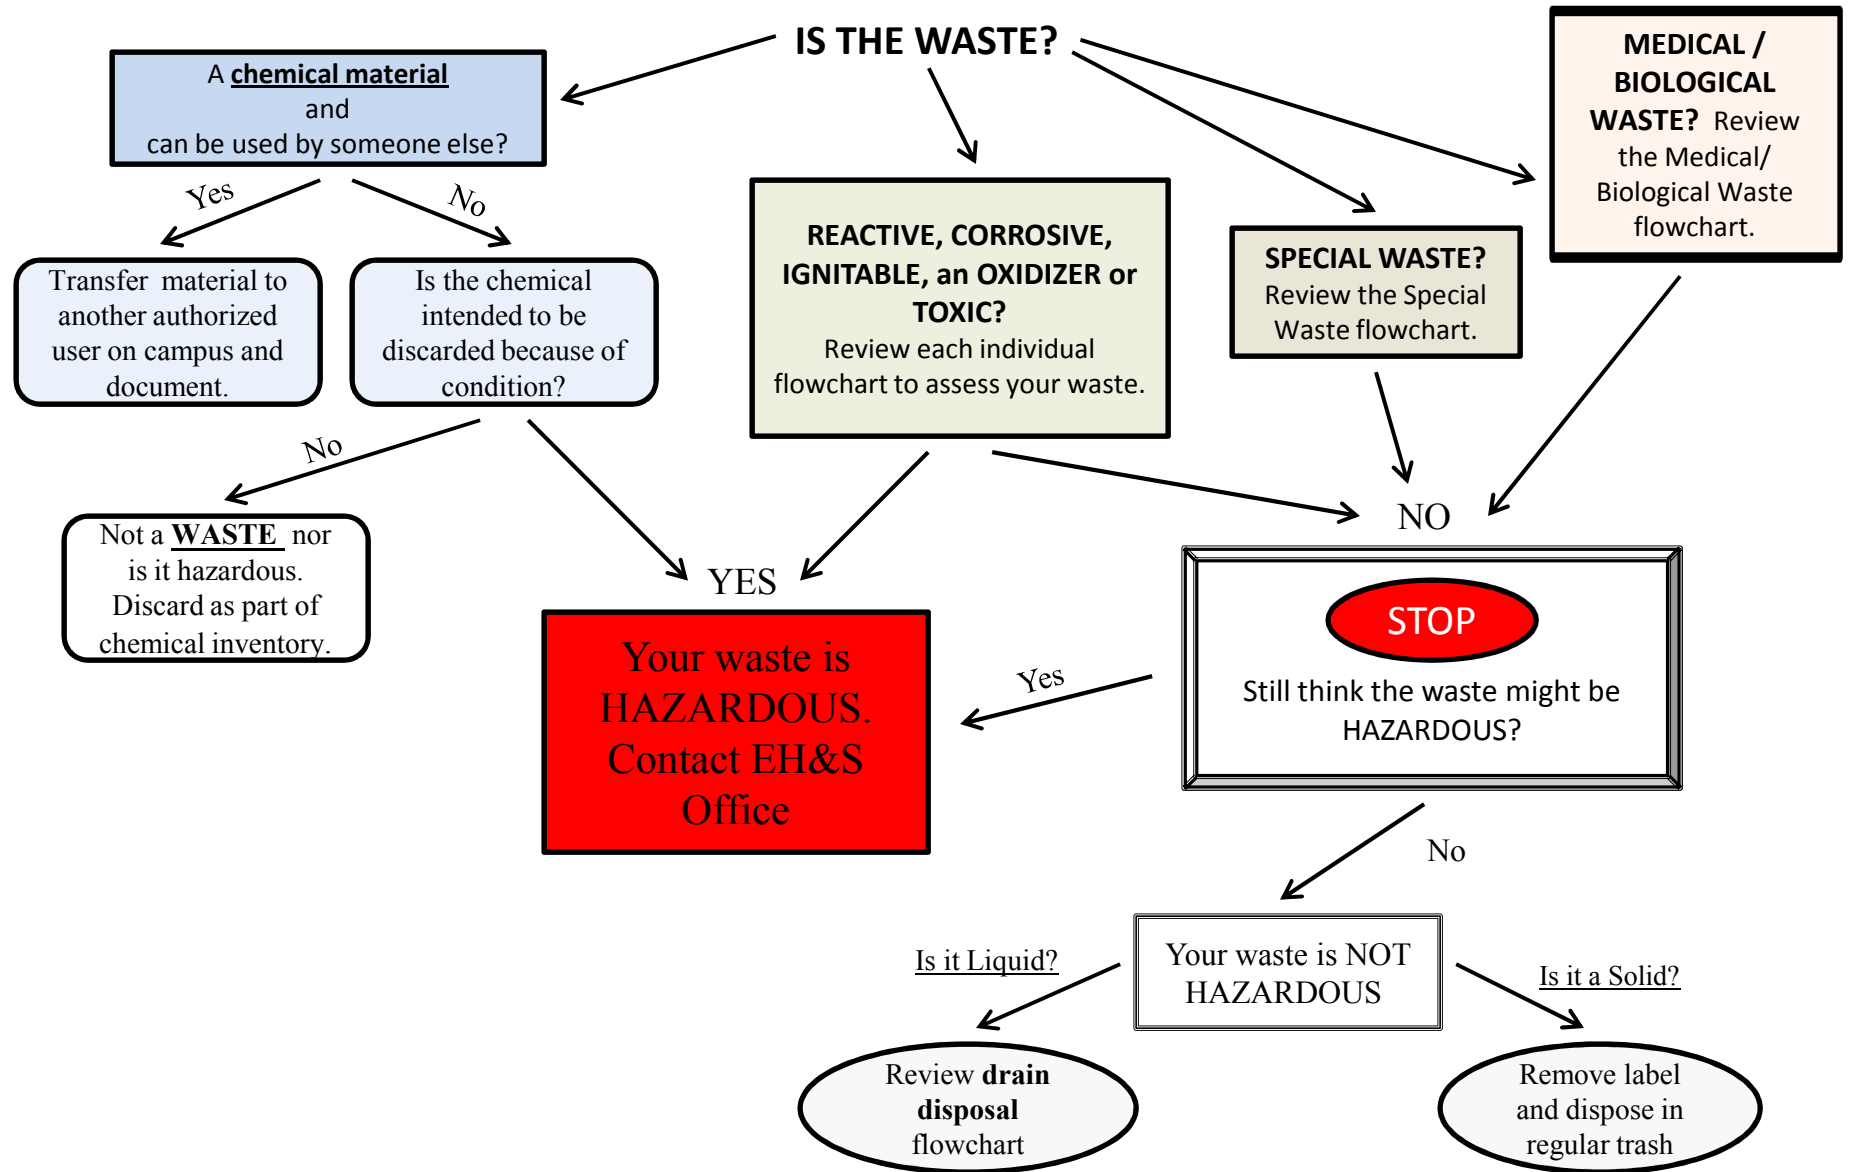 IS THE WASTE?
A chemical material
and
can be used by someone else?
MEDICAL /
BIOLOGICAL
WASTE? Review
the Medical/
Biological Waste
flowchart.
Yes
No
REACTIVE, CORROSIVE,
IGNITABLE, an OXIDIZER or
TOXIC?
Review each individual
flowchart to assess your waste.
SPECIAL WASTE?
Review the Special
Waste flowchart.
Transfer material to
another authorized
user on campus and
document.
Is the chemical
intended to be
discarded because of
condition?
No
Not a WASTE nor
is it hazardous.
Discard as part of
chemical inventory.
YES
NO
Your waste is
HAZARDOUS.
Contact EH&S
Office
Yes
STOP
Still think the waste might be
HAZARDOUS?
No
Your waste is NOT
HAZARDOUS
Is it Liquid?
Is it a Solid?
Review drain
disposal
flowchart
Remove label
and dispose in
regular trash